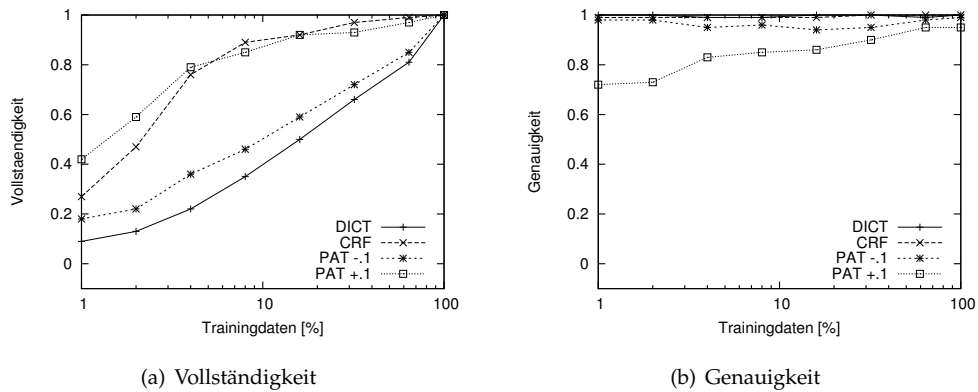 1
0.8
0.6
0.4
0.2
0
Vollstaendigkeit
DICT
CRF
PAT -.1
PAT +.1
1 10 100
Trainingdaten [%]
(a) Vollständigkeit
1
0.8
0.6
0.4
0.2
0
Genauigkeit
DICT
CRF
PAT -.1
PAT +.1
1 10 100
Trainingdaten [%]
(b) Genauigkeit